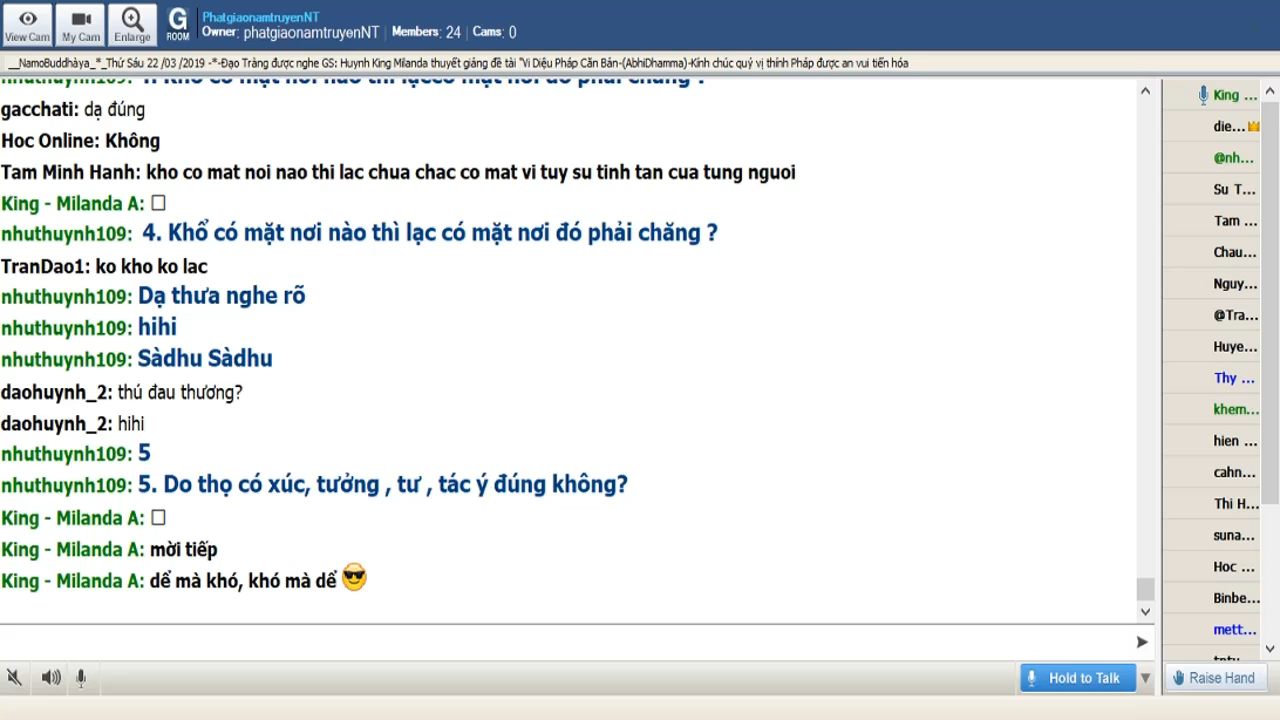 PhatgiaonamtruyenNT
G
ROOM
Owner: phatgiaonamtruyenNT | Members: 24 | Cams: 0
View Cam
My Cam
Enlarge
__NamoBuddhàya_*_Thứ Sáu 22 /03 /2019 -*-Đạo Tràng được nghe GS: Huynh King Milanda thuyết giảng đề tài "Vi Diệu Pháp Căn Bản-(AbhiDhamma)-Kính chúc quý vị thính Pháp được an vui tiến hóa
gacchati: dạ đúng
Hoc Online: Không
Tam Minh Hanh: kho co mat noi nao thi lac chua chac co mat vi tuy su tinh tan cua tung nguoi
King - Milanda A:
nhuthuynh109: 4. Khổ có mặt nơi nào thì lạc có mặt nơi đó phải chăng ?
TranDao1: ko kho ko lac
nhuthuynh109: Dạ thưa nghe rõ
nhuthuynh109: hihi
nhuthuynh109: Sàdhu Sàdhu
daohuynh_2: thú đau thương?
daohuynh_2: hihi
nhuthuynh109: 5
nhuthuynh109: 5. Do thọ có xúc, tưởng , tư , tác ý đúng không?
King - Milanda A:
King - Milanda A: mời tiếp
King - Milanda A: dể mà khó, khó mà dể
King ...
die...
@nh...
Su T...
Tam ...
Chau...
Nguy...
@Tra...
Huye...
Thy ...
khem...
hien ...
cahn...
Thi H...
suna...
Hoc ...
Binbe...
mett...
Hold to Talk
Raise Hand